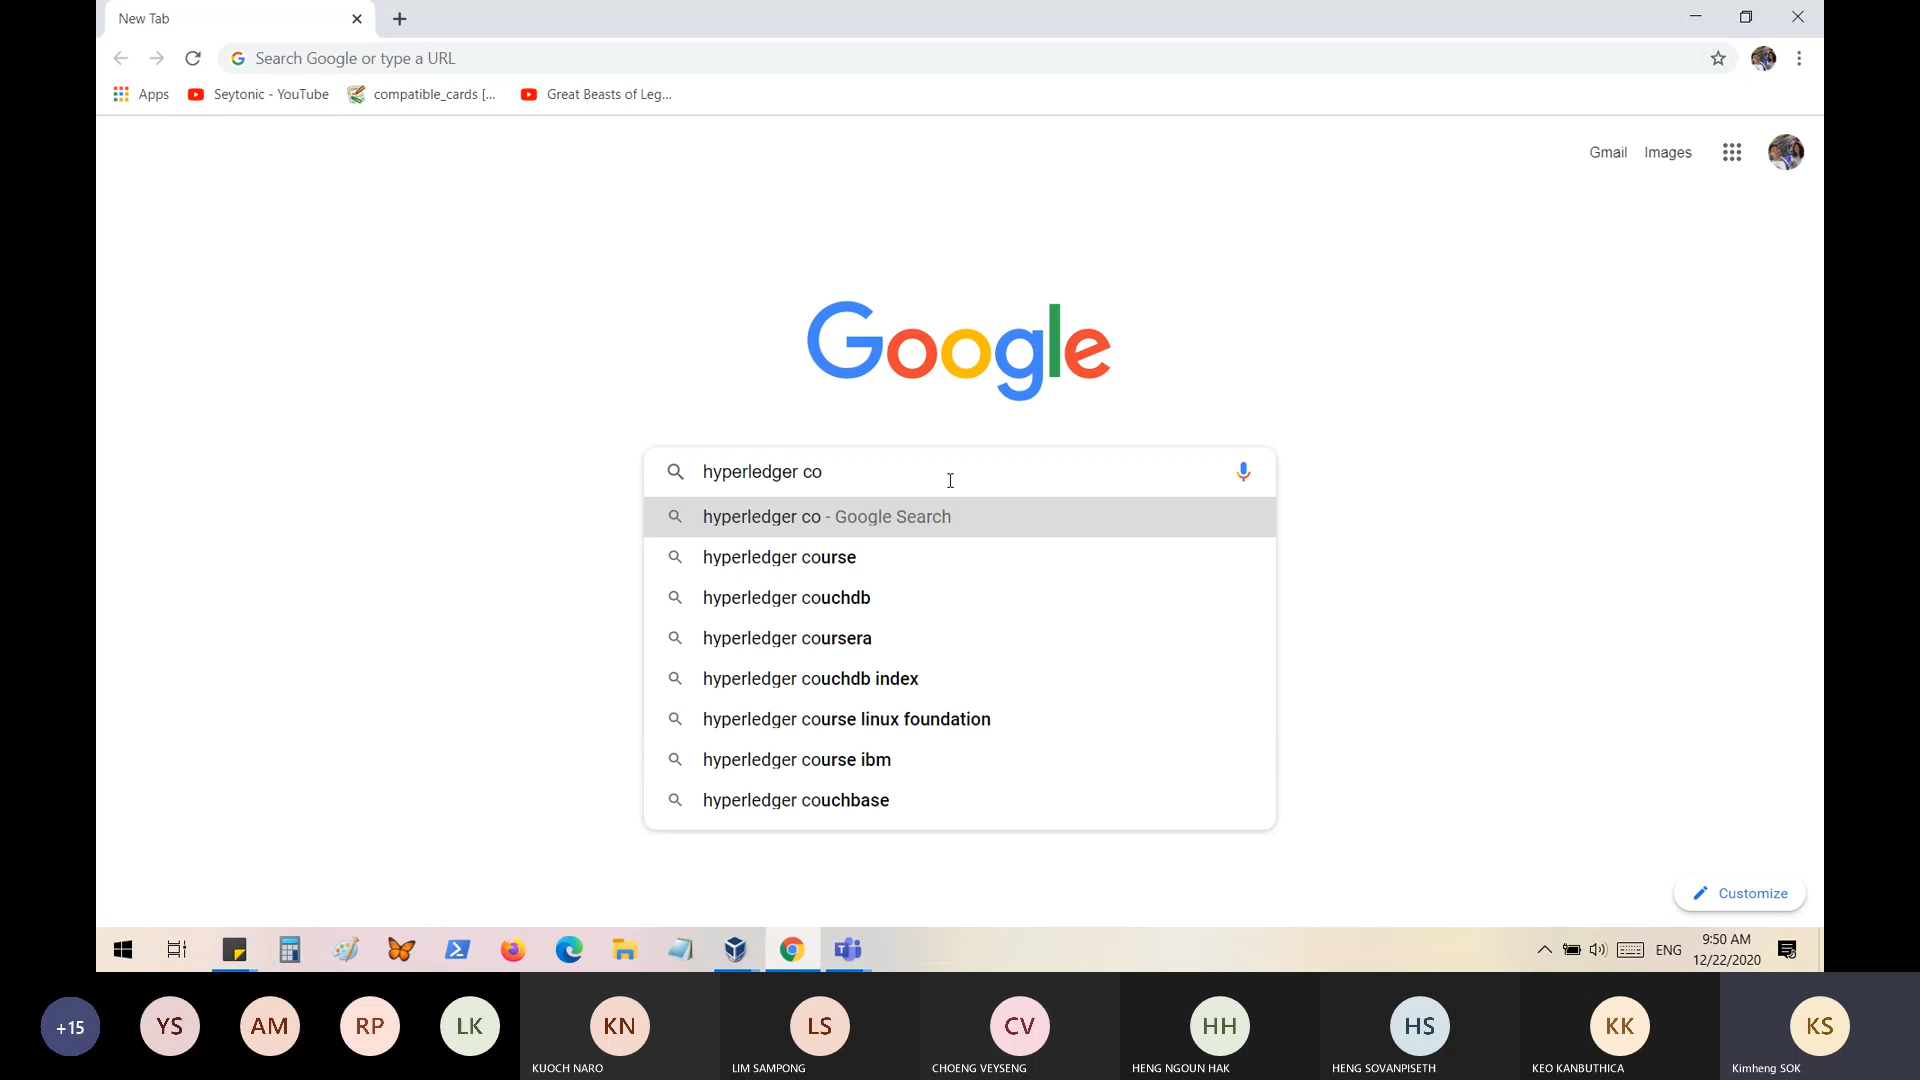 New Tab
Search Google or type a URL
Apps Seytonic - YouTube compatible_cards [... Great Beasts of Leg...
Gmail Images
Google
hyperledger co
hyperledger co - Google Search
hyperledger course
hyperledger couchdb
hyperledger coursera
hyperledger couchdb index
hyperledger course linux foundation
hyperledger course ibm
hyperledger couchbase
Customize
ENG
9:50 AM
12/22/2020
+15 YS AM RP LK KN LS CV HH HS KK KS
KUOCH NARO LIM SAMPONG CHOENG VEYSENG HENG NGOUN HAK HENG SOVANPISETH KEO KANBUTHICA Kimheng SOK